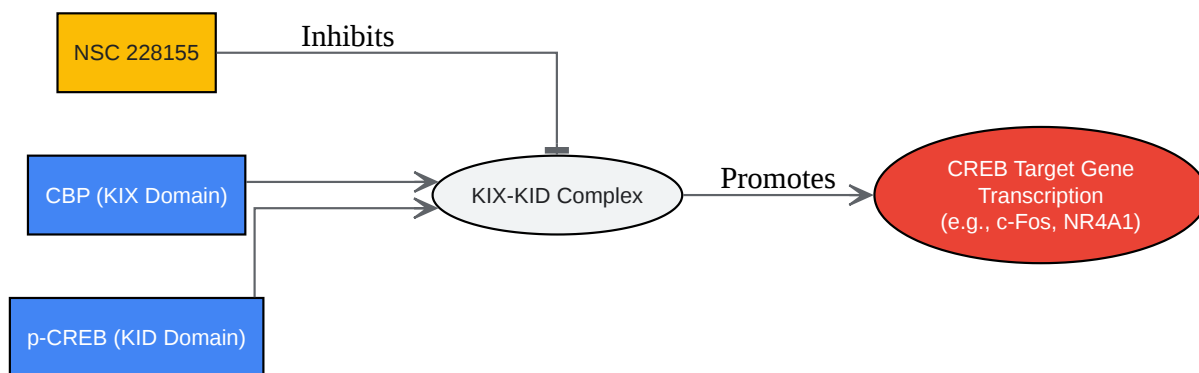 NSC 228155
Inhibits
CBP (KIX Domain)
KIX-KID Complex
Promotes
CREB Target Gene
Transcription
(e.g., c-Fos, NR4A1)
p-CREB (KID Domain)